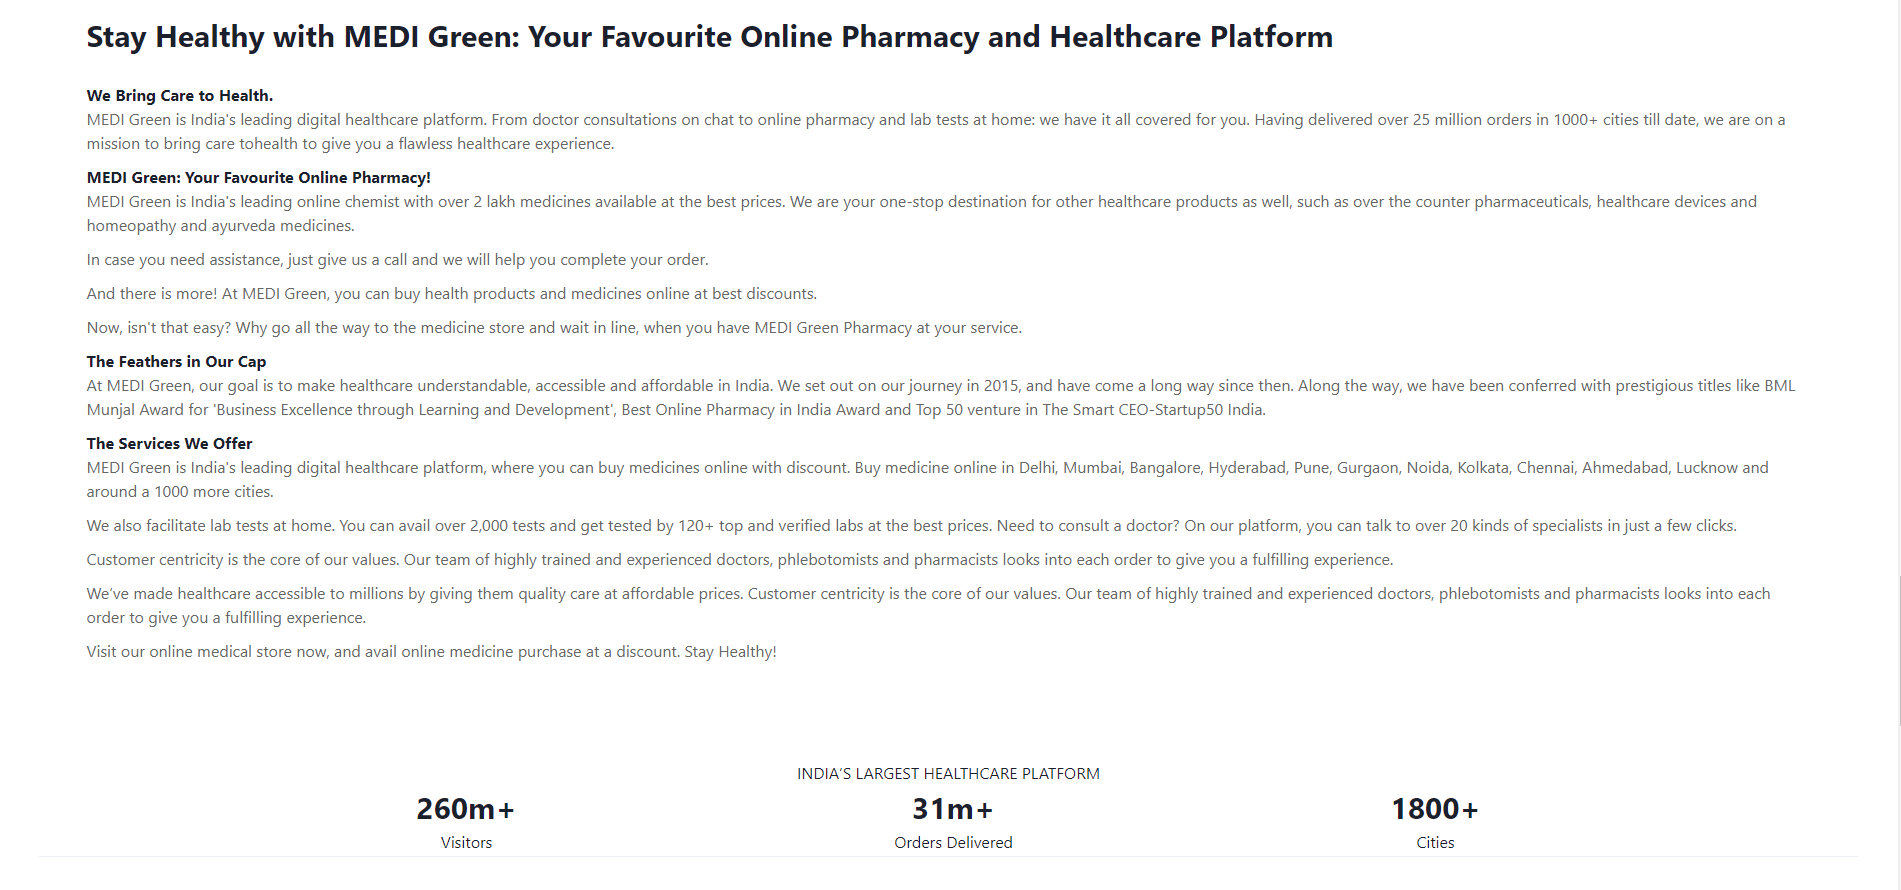 Stay Healthy with MEDI Green: Your Favourite Online Pharmacy and Healthcare Platform
We Bring Care to Health.
MEDI Green is India's leading digital healthcare platform. From doctor consultations on chat to online pharmacy and lab tests at home: we have it all covered for you. Having delivered over 25 million orders in 1000+ cities till date, we are on a
mission to bring care tohealth to give you a flawless healthcare experience.
MEDI Green: Your Favourite Online Pharmacy!
MEDI Green is India's leading online chemist with over 2 lakh medicines available at the best prices. We are your one-stop destination for other healthcare products as well, such as over the counter pharmaceuticals, healthcare devices and
homeopathy and ayurveda medicines.
In case you need assistance, just give us a call and we will help you complete your order.
And there is more! At MEDI Green, you can buy health products and medicines online at best discounts.
Now, isn't that easy? Why go all the way to the medicine store and wait in line, when you have MEDI Green Pharmacy at your service.
The Feathers in Our Cap
At MEDI Green, our goal is to make healthcare understandable, accessible and affordable in India. We set out on our journey in 2015, and have come a long way since then. Along the way, we have been conferred with prestigious titles like BML
Munjal Award for 'Business Excellence through Learning and Development', Best Online Pharmacy in India Award and Top 50 venture in The Smart CEO-Startup50 India.
The Services We Offer
MEDI Green is India's leading digital healthcare platform, where you can buy medicines online with discount. Buy medicine online in Delhi, Mumbai, Bangalore, Hyderabad, Pune, Gurgaon, Noida, Kolkata, Chennai, Ahmedabad, Lucknow and
around a 1000 more cities.
We also facilitate lab tests at home. You can avail over 2,000 tests and get tested by 120+ top and verified labs at the best prices. Need to consult a doctor? On our platform, you can talk to over 20 kinds of specialists in just a few clicks.
Customer centricity is the core of our values. Our team of highly trained and experienced doctors, phlebotomists and pharmacists looks into each order to give you a fulfilling experience.
We’ve made healthcare accessible to millions by giving them quality care at affordable prices. Customer centricity is the core of our values. Our team of highly trained and experienced doctors, phlebotomists and pharmacists looks into each
order to give you a fulfilling experience.
Visit our online medical store now, and avail online medicine purchase at a discount. Stay Healthy!
INDIA’S LARGEST HEALTHCARE PLATFORM
260m+ 31m+ 1800+
Visitors Orders Delivered Cities